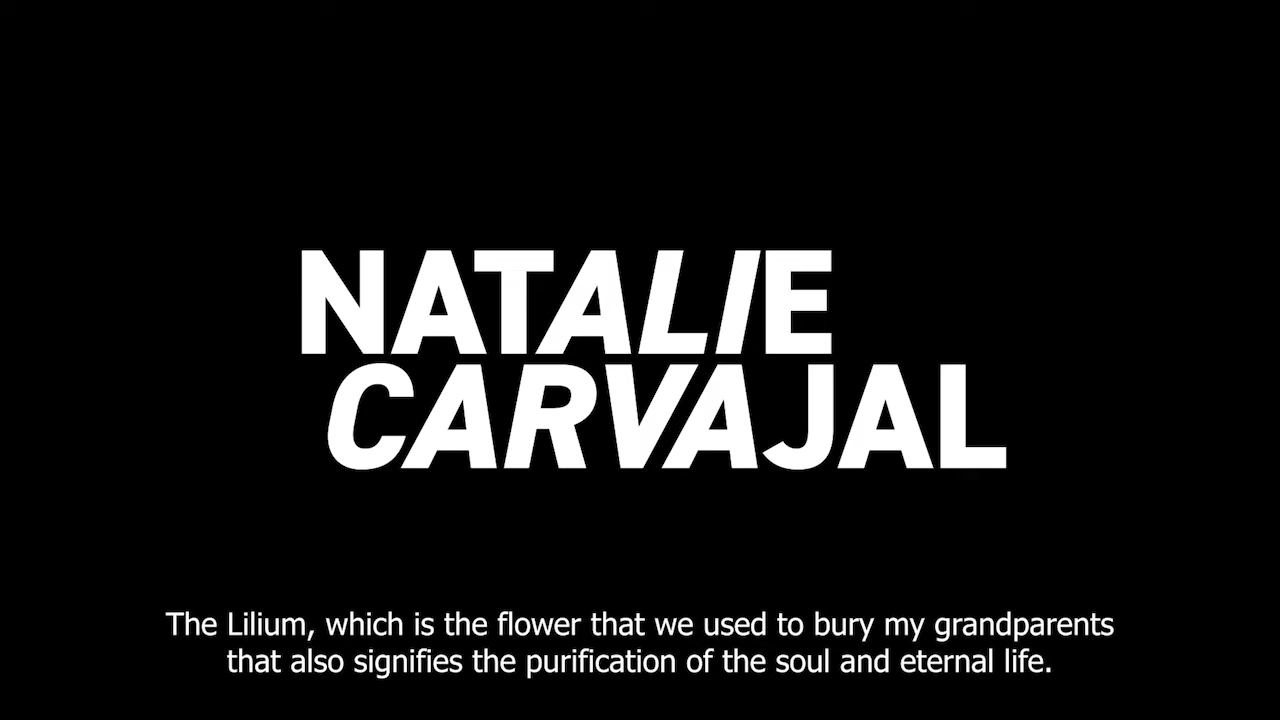 NATALIE
CARVAJAL
The Lilium, which is the flower that we used to bury my grandparents
that also signifies the purification of the soul and eternal life.